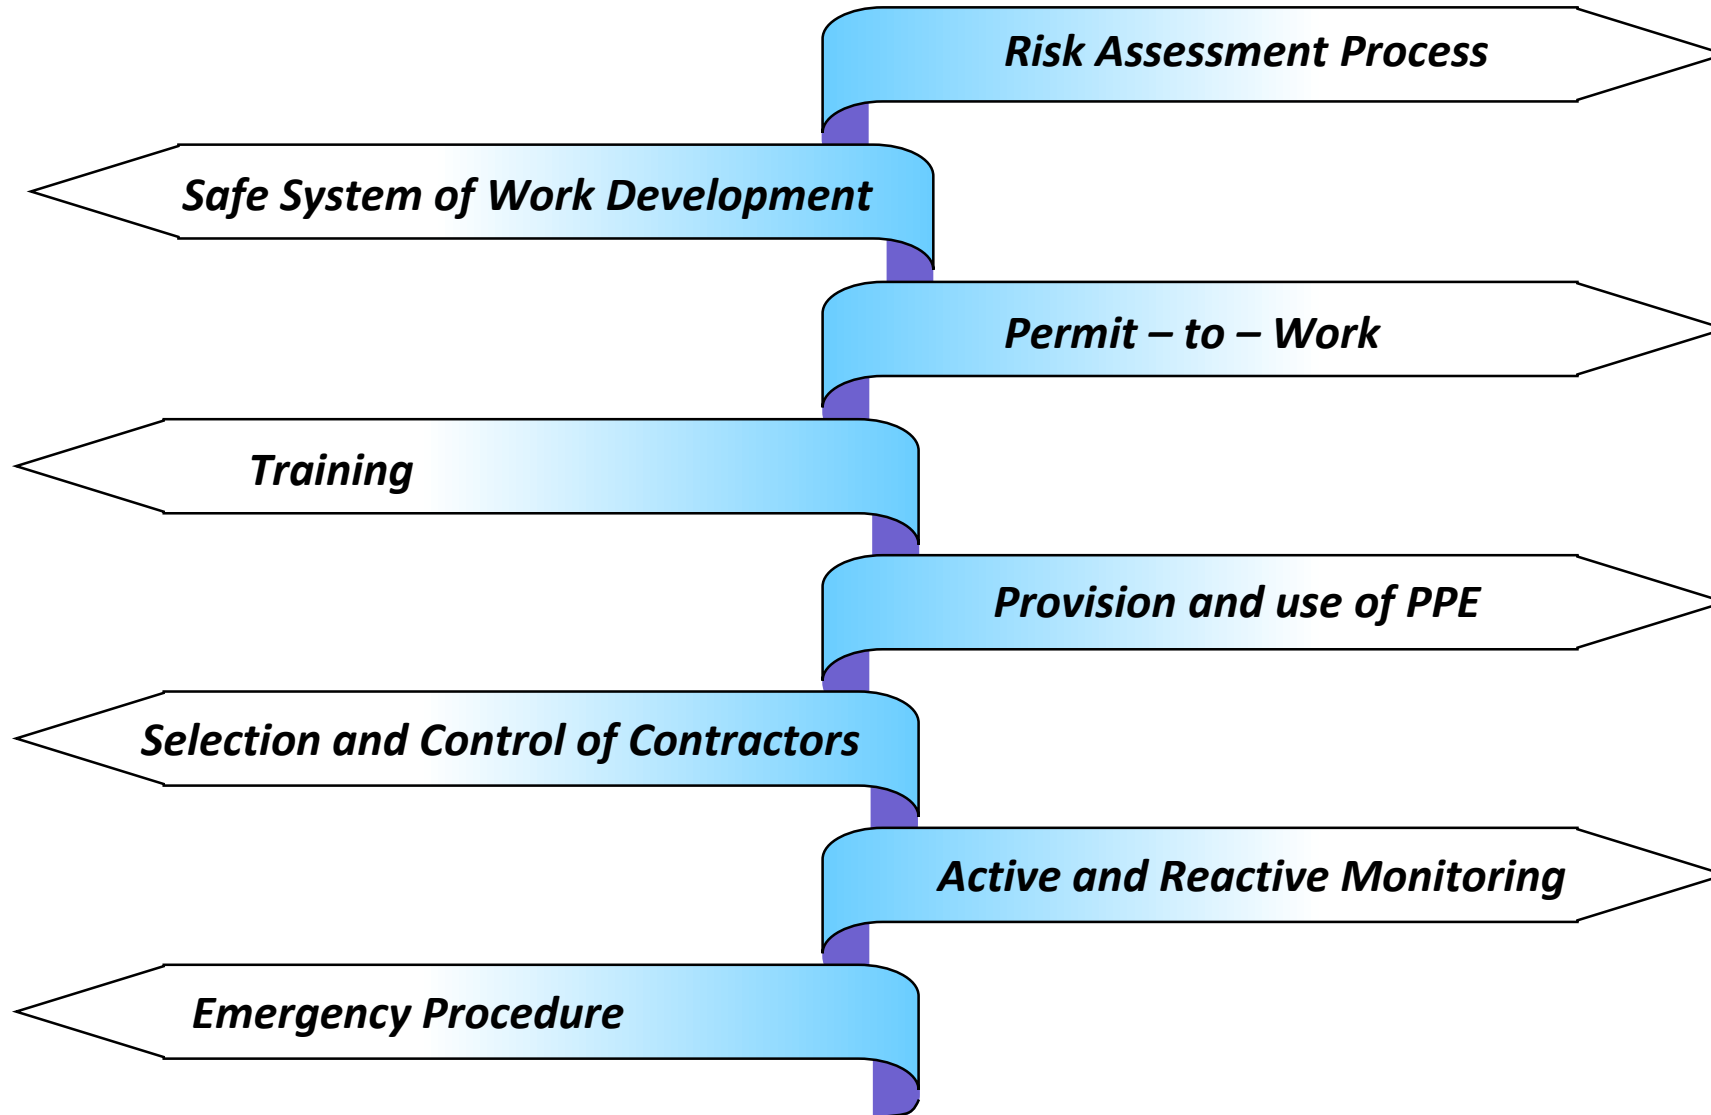 Risk Assessment Process
Safe System of Work Development
Permit – to – Work
Training
Provision and use of PPE
Selection and Control of Contractors
Active and Reactive Monitoring
Emergency Procedure